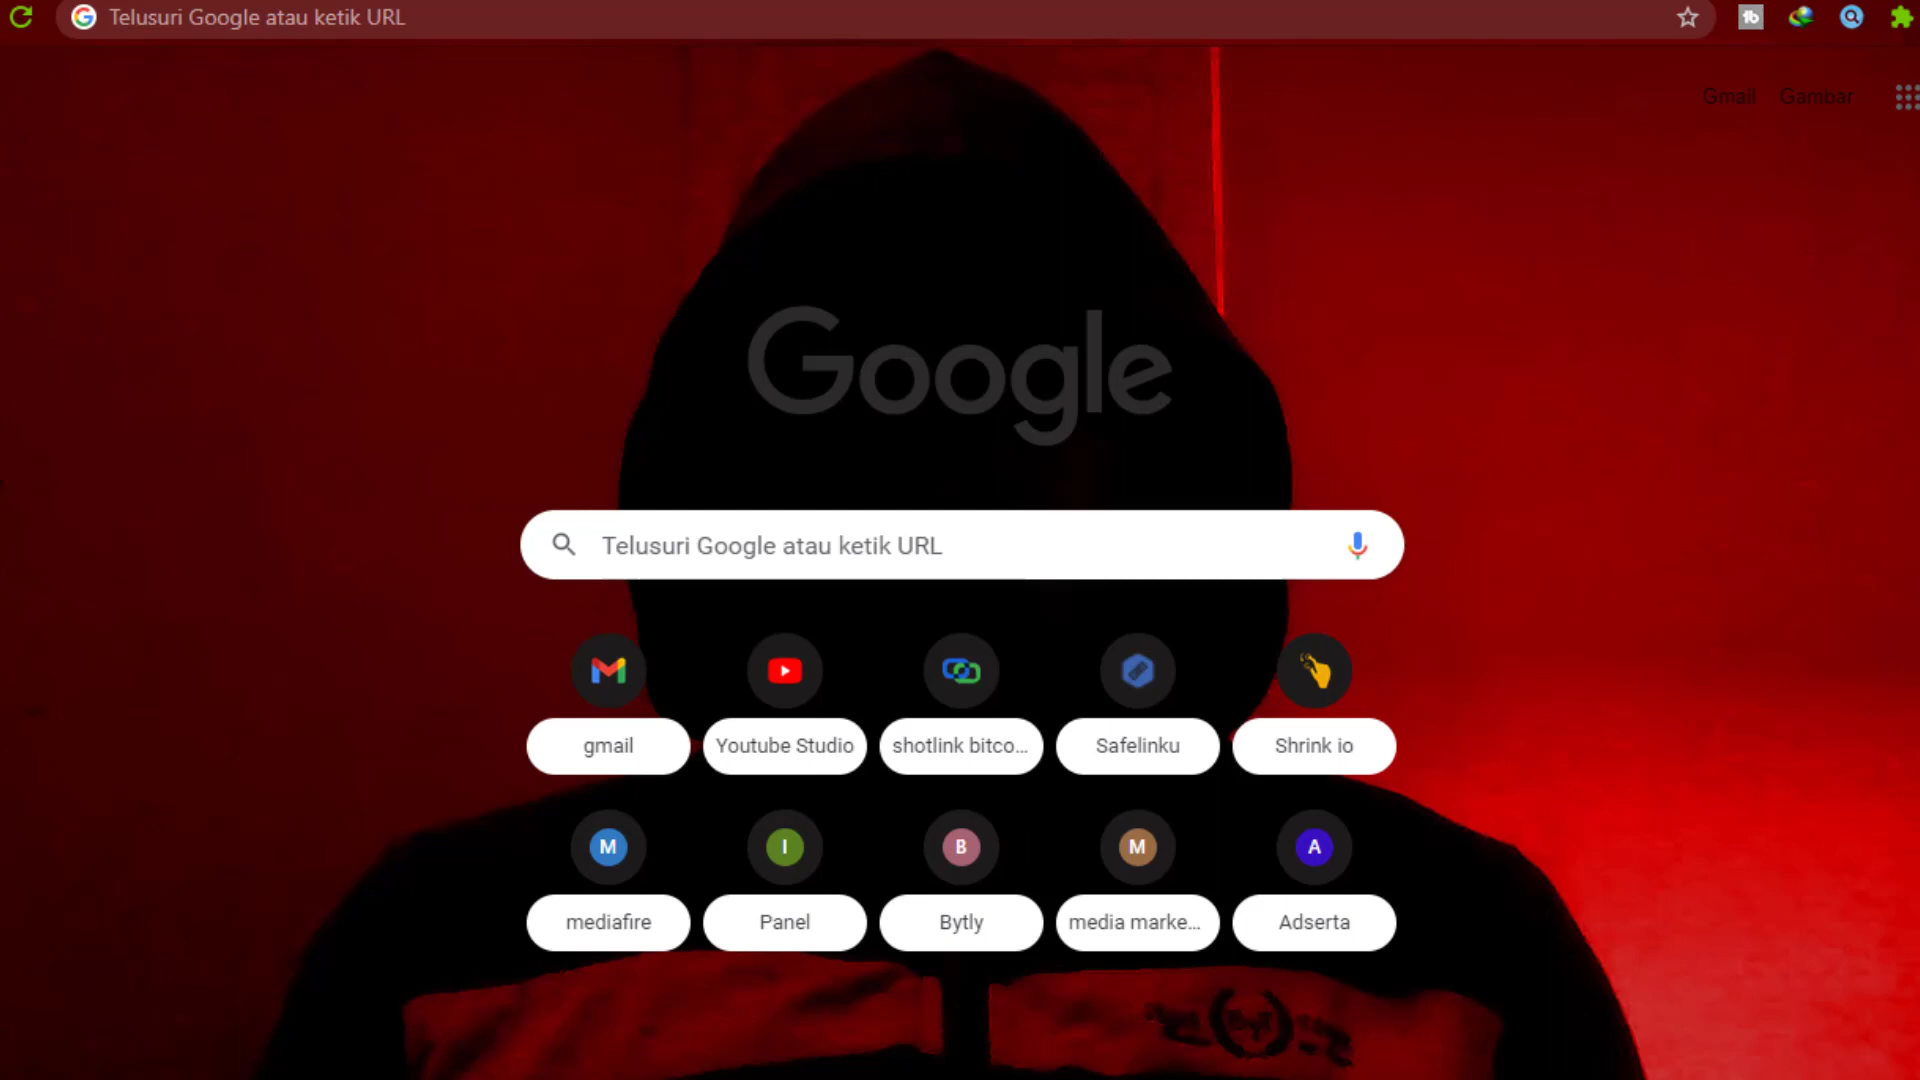 Telusuri Google atau ketik URL
Gmail Gambar
Google
Telusuri Google atau ketik URL
gmail Youtube Studio shotlink bitco... Safelinku Shrink io
M I B M A
mediafire Panel Bytly media marke... Adserta